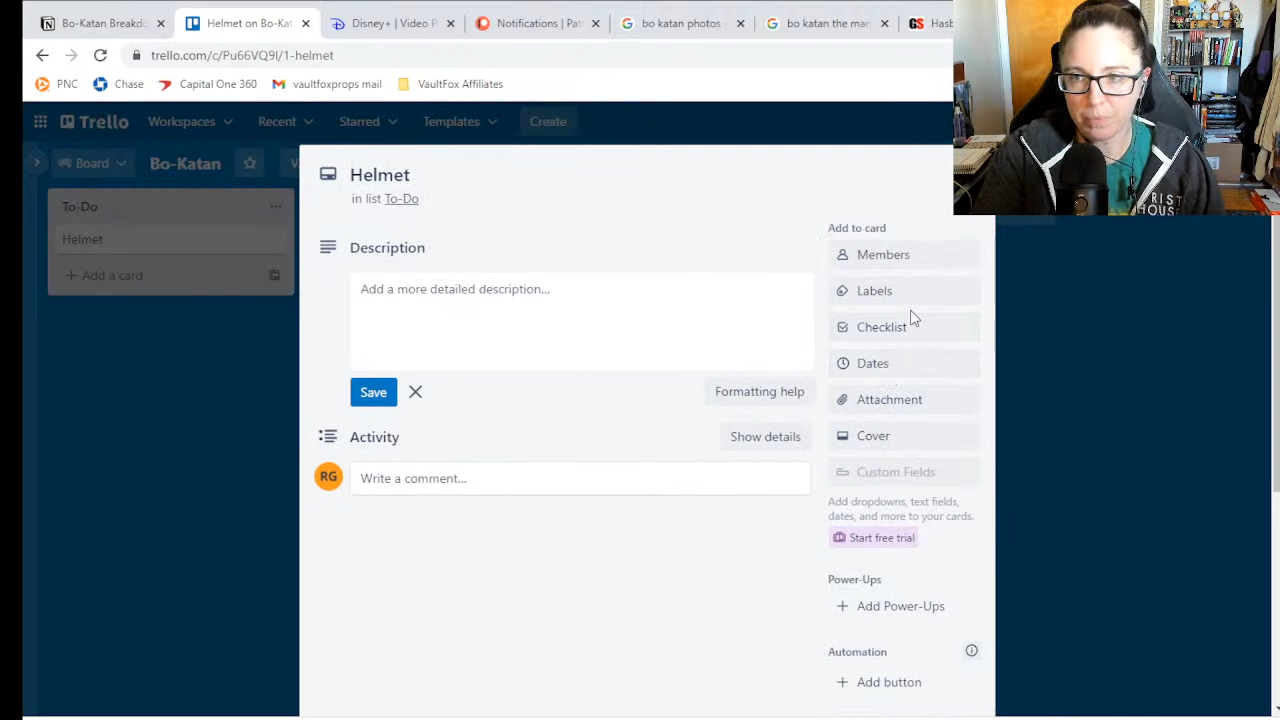 Bo-Katan Breakdo
Helmet on Bo-Kat
Disney+ | Video P
Notifications | Pat
bo katan photos -
bo katan the man
Hasb
trello.com/c/Pu66VQ9I/1-helmet
PNC
Chase
Capital One 360
vaultfoxprops mail
VaultFox Affiliates
Trello
Workspaces
Recent
Starred
Templates
Create
Board
Bo-Katan
To-Do
Helmet
Add a card
Helmet
in list To-Do
Description
Add a more detailed description...
Save
Formatting help
Activity
Show details
RG
Write a comment...
Add to card
Members
Labels
Checklist
Dates
Attachment
Cover
Custom Fields
Add dropdowns, text fields,
dates, and more to your cards.
Start free trial
Power-Ups
Add Power-Ups
Automation
Add button
RIST
HOUSE